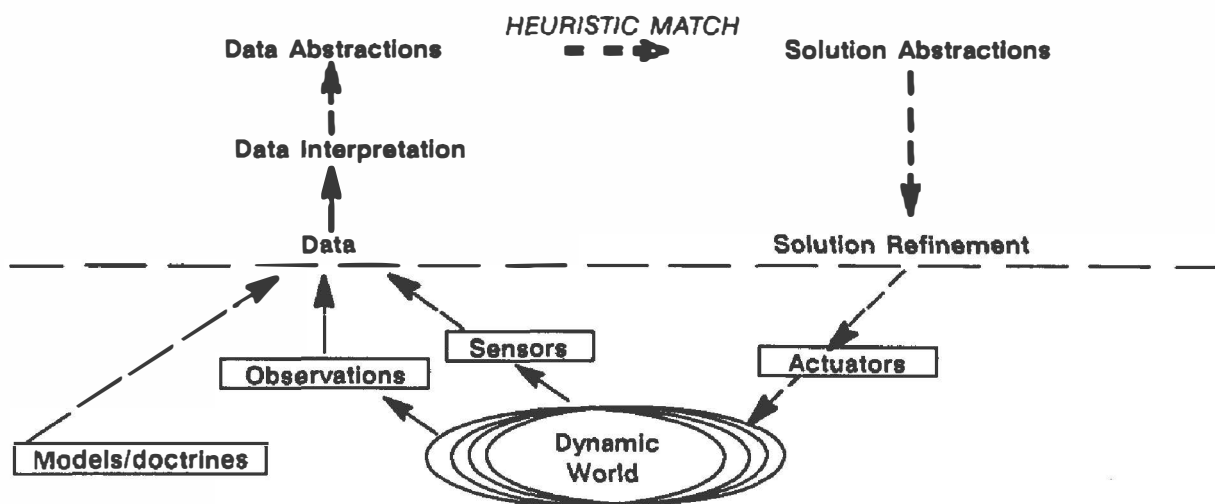 HEURISTIC MATCH
Data Abstractions
Solution Abstractions
Data Interpretation
Data
Solution Refinement
Sensors
Observations
Actuators
Models/doctrines
Dynamic
World